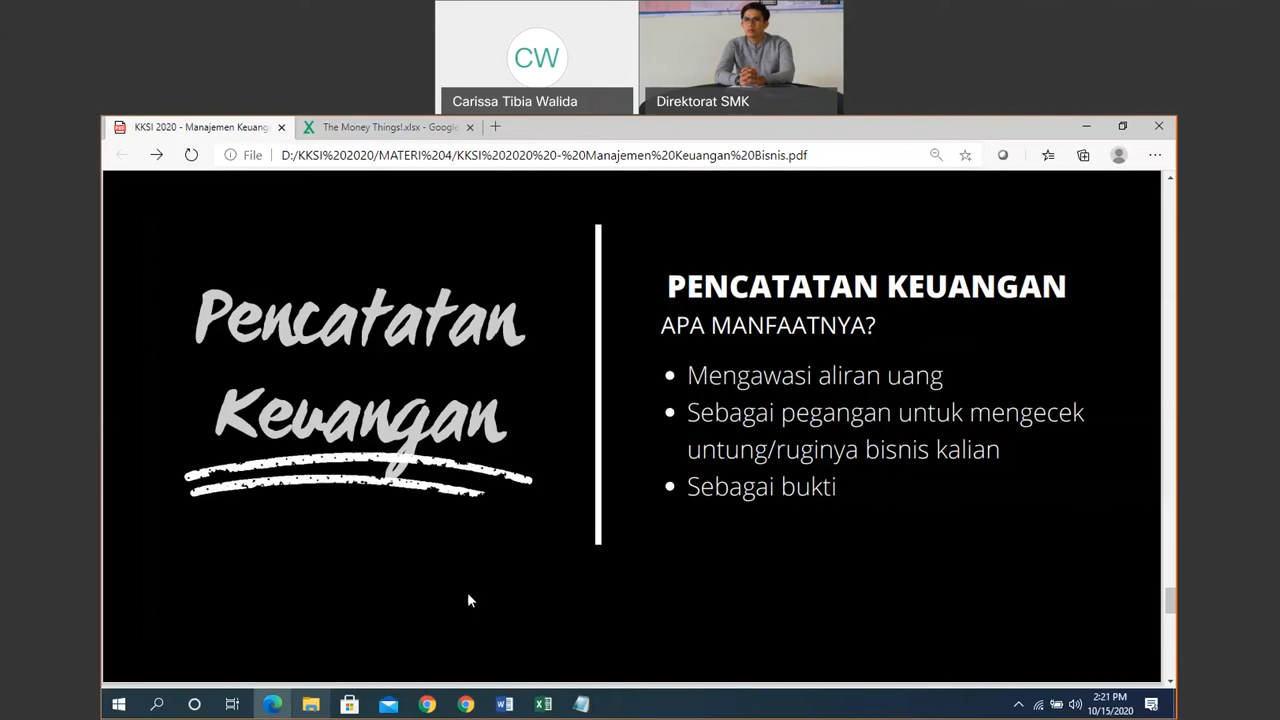 CW
Carissa Tibia Walida
Direktorat SMK
KKSI 2020 - Manajemen Keuang
The Money Things!.xlsx - Google
File
D:/KKSI%202020/MATERI%204/KKSI%202020%20-%20Manajemen%20Keuangan%20Bisnis.pdf
Pencatatan
Keuangan
PENCATATAN KEUANGAN
APA MANFAATNYA?
• Mengawasi aliran uang
• Sebagai pegangan untuk mengecek
untung/ruginya bisnis kalian
• Sebagai bukti
2:21 PM
10/15/2020